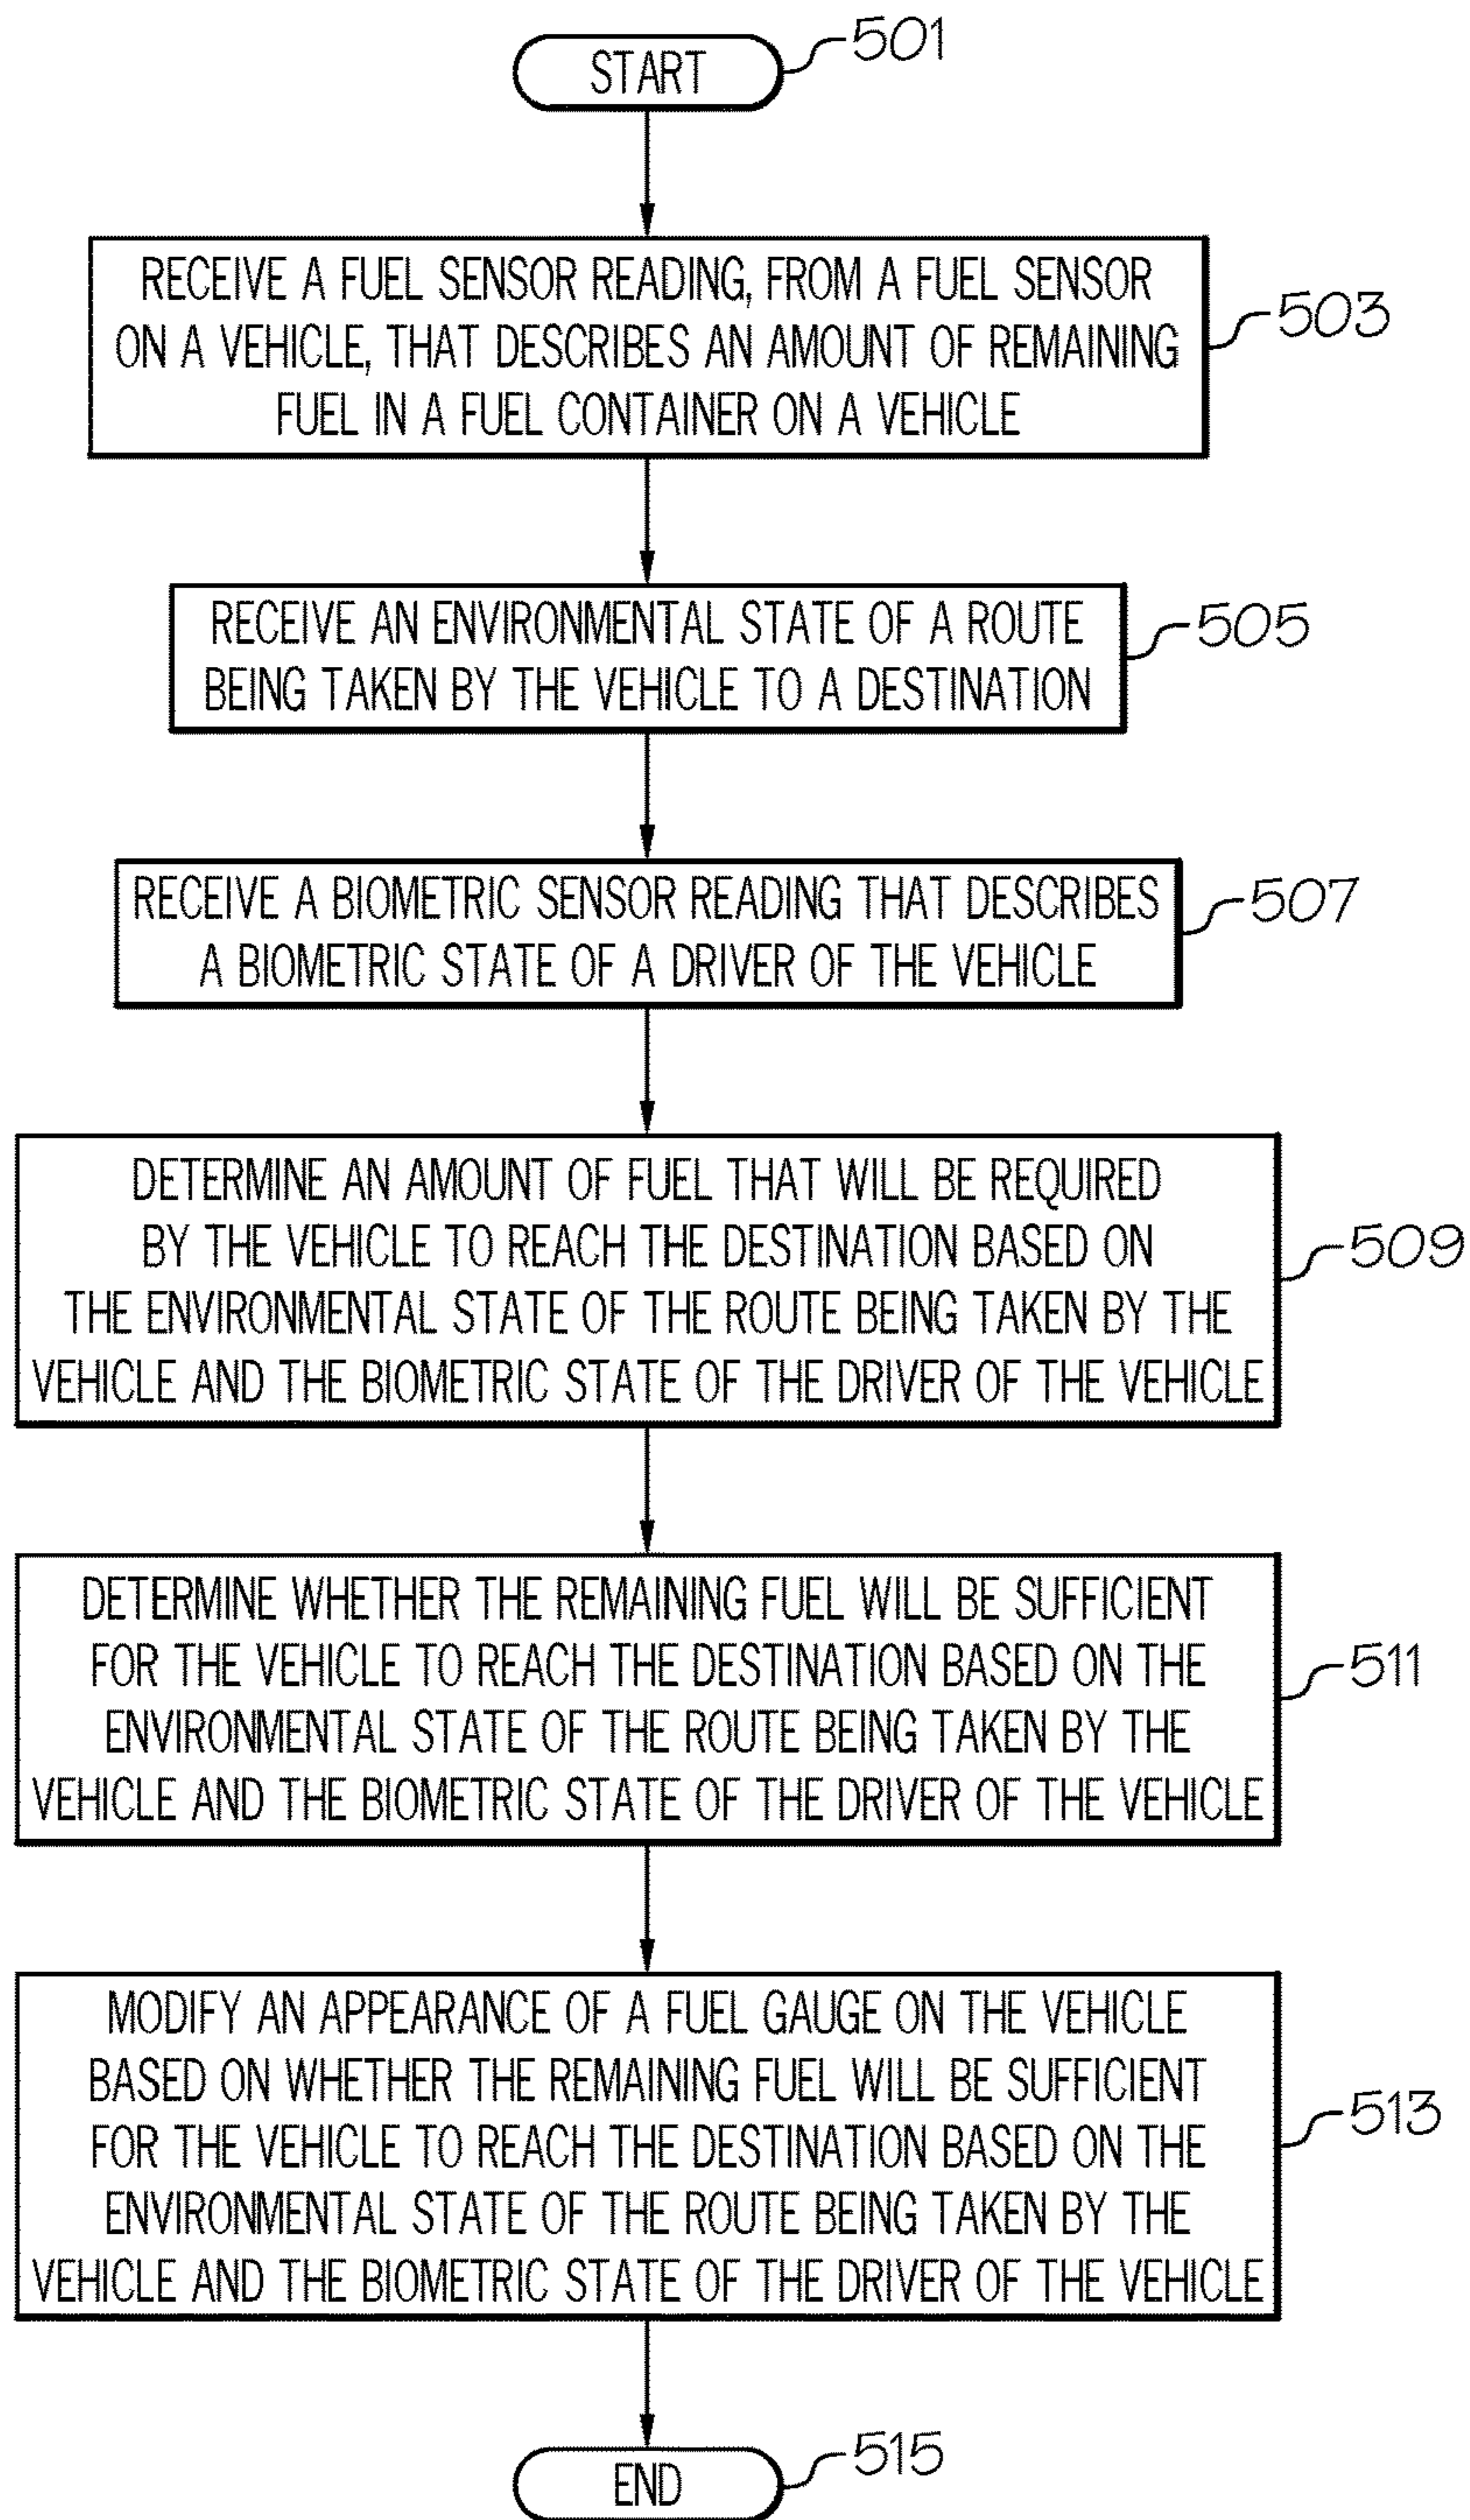 START
501
RECEIVE A FUEL SENSOR READING, FROM A FUEL SENSOR
ON A VEHICLE, THAT DESCRIBES AN AMOUNT OF REMAINING
FUEL IN A FUEL CONTAINER ON A VEHICLE
503
RECEIVE AN ENVIRONMENTAL STATE OF A ROUTE
BEING TAKEN BY THE VEHICLE TO A DESTINATION
505
RECEIVE A BIOMETRIC SENSOR READING THAT DESCRIBES
A BIOMETRIC STATE OF A DRIVER OF THE VEHICLE
507
DETERMINE AN AMOUNT OF FUEL THAT WILL BE REQUIRED
BY THE VEHICLE TO REACH THE DESTINATION BASED ON
THE ENVIRONMENTAL STATE OF THE ROUTE BEING TAKEN BY THE
VEHICLE AND THE BIOMETRIC STATE OF THE DRIVER OF THE VEHICLE
509
DETERMINE WHETHER THE REMAINING FUEL WILL BE SUFFICIENT
FOR THE VEHICLE TO REACH THE DESTINATION BASED ON THE
ENVIRONMENTAL STATE OF THE ROUTE BEING TAKEN BY THE
VEHICLE AND THE BIOMETRIC STATE OF THE DRIVER OF THE VEHICLE
511
MODIFY AN APPEARANCE OF A FUEL GAUGE ON THE VEHICLE
BASED ON WHETHER THE REMAINING FUEL WILL BE SUFFICIENT
FOR THE VEHICLE TO REACH THE DESTINATION BASED ON THE
ENVIRONMENTAL STATE OF THE ROUTE BEING TAKEN BY THE
VEHICLE AND THE BIOMETRIC STATE OF THE DRIVER OF THE VEHICLE
513
END
515